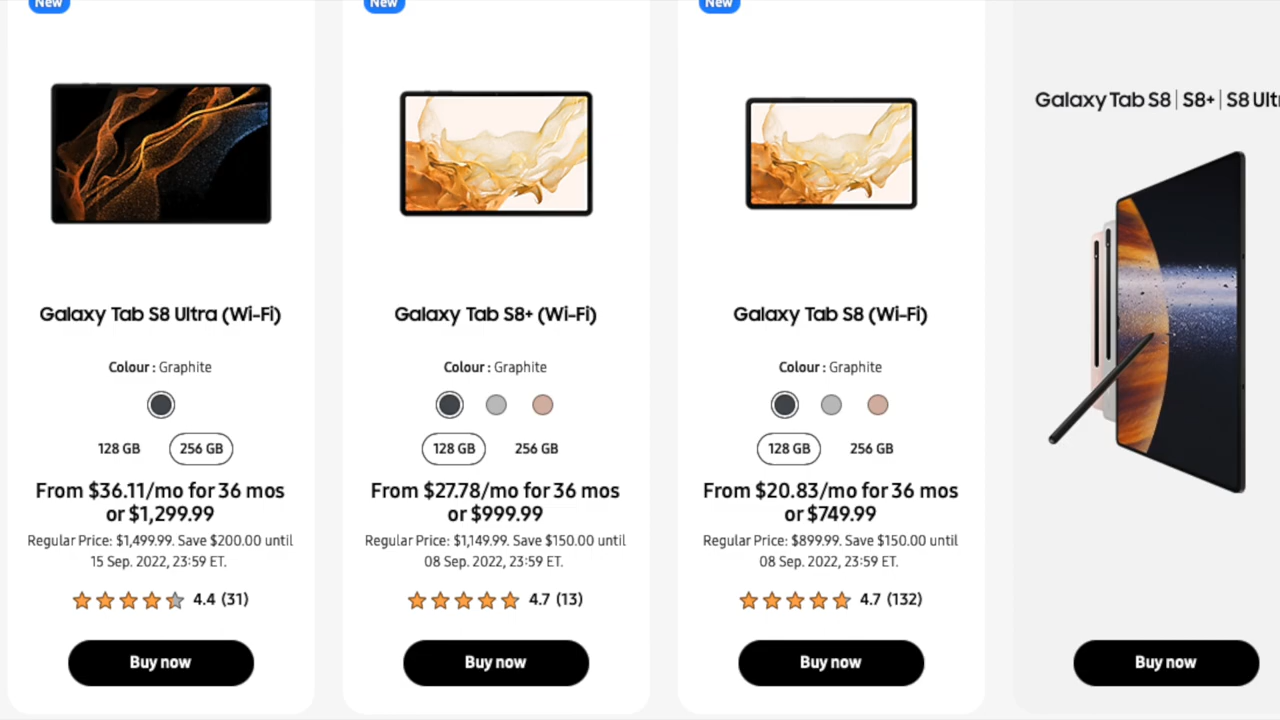 New
Galaxy Tab S8 Ultra (Wi-Fi)
Colour : Graphite
128 GB 256 GB
From $36.11/mo for 36 mos
or $1,299.99
Regular Price: $1,499.99. Save $200.00 until
15 Sep. 2022, 23:59 ET.
4.4 (31)
Buy now
New
Galaxy Tab S8+ (Wi-Fi)
Colour : Graphite
128 GB 256 GB
From $27.78/mo for 36 mos
or $999.99
Regular Price: $1,149.99. Save $150.00 until
08 Sep. 2022, 23:59 ET.
4.7 (13)
Buy now
New
Galaxy Tab S8 (Wi-Fi)
Colour : Graphite
128 GB 256 GB
From $20.83/mo for 36 mos
or $749.99
Regular Price: $899.99. Save $150.00 until
08 Sep. 2022, 23:59 ET.
4.7 (132)
Buy now
Galaxy Tab S8 | S8+ | S8 Ultr
Buy now